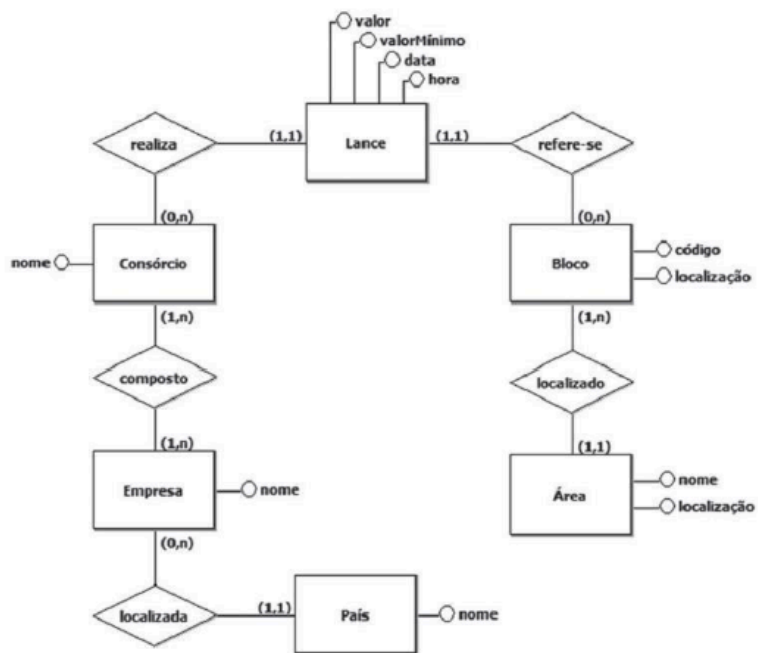 valor
valorMínimo
data
hora
realiza
(1,1)
Lance
(1,1)
refere-se
(0,n)
(0,n)
nome
Consórcio
Bloco
código
localização
(1,n)
(1,n)
composto
localizado
(1,n)
(1,1)
Empresa
nome
Área
nome
localização
(0,n)
localizada
(1,1)
País
nome